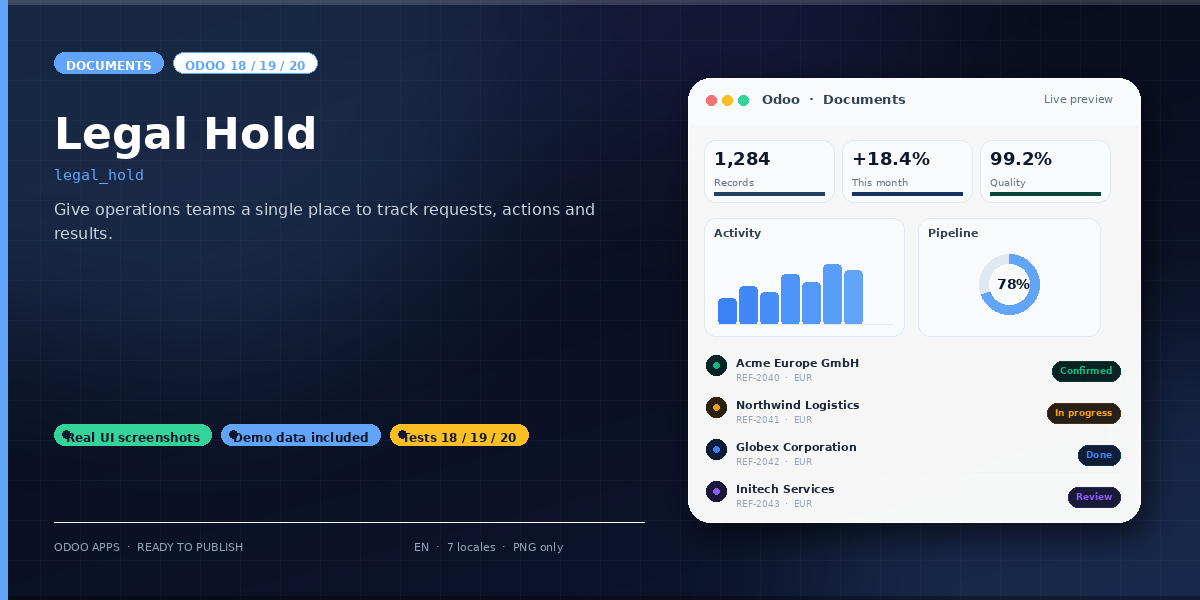 DOCUMENTS
ODOO 18 / 19 / 20
Legal Hold
legal_hold
Give operations teams a single place to track requests, actions and
results.
Real UI screenshots
Demo data included
Tests 18 / 19 / 20
ODOO APPS · READY TO PUBLISH
EN · 7 locales · PNG only
Odoo · Documents
Live preview
1,284
Records
+18.4%
This month
99.2%
Quality
Activity
Pipeline
78%
Acme Europe GmbH
REF-2040 · EUR
Confirmed
Northwind Logistics
REF-2041 · EUR
In progress
Globex Corporation
REF-2042 · EUR
Done
Initech Services
REF-2043 · EUR
Review